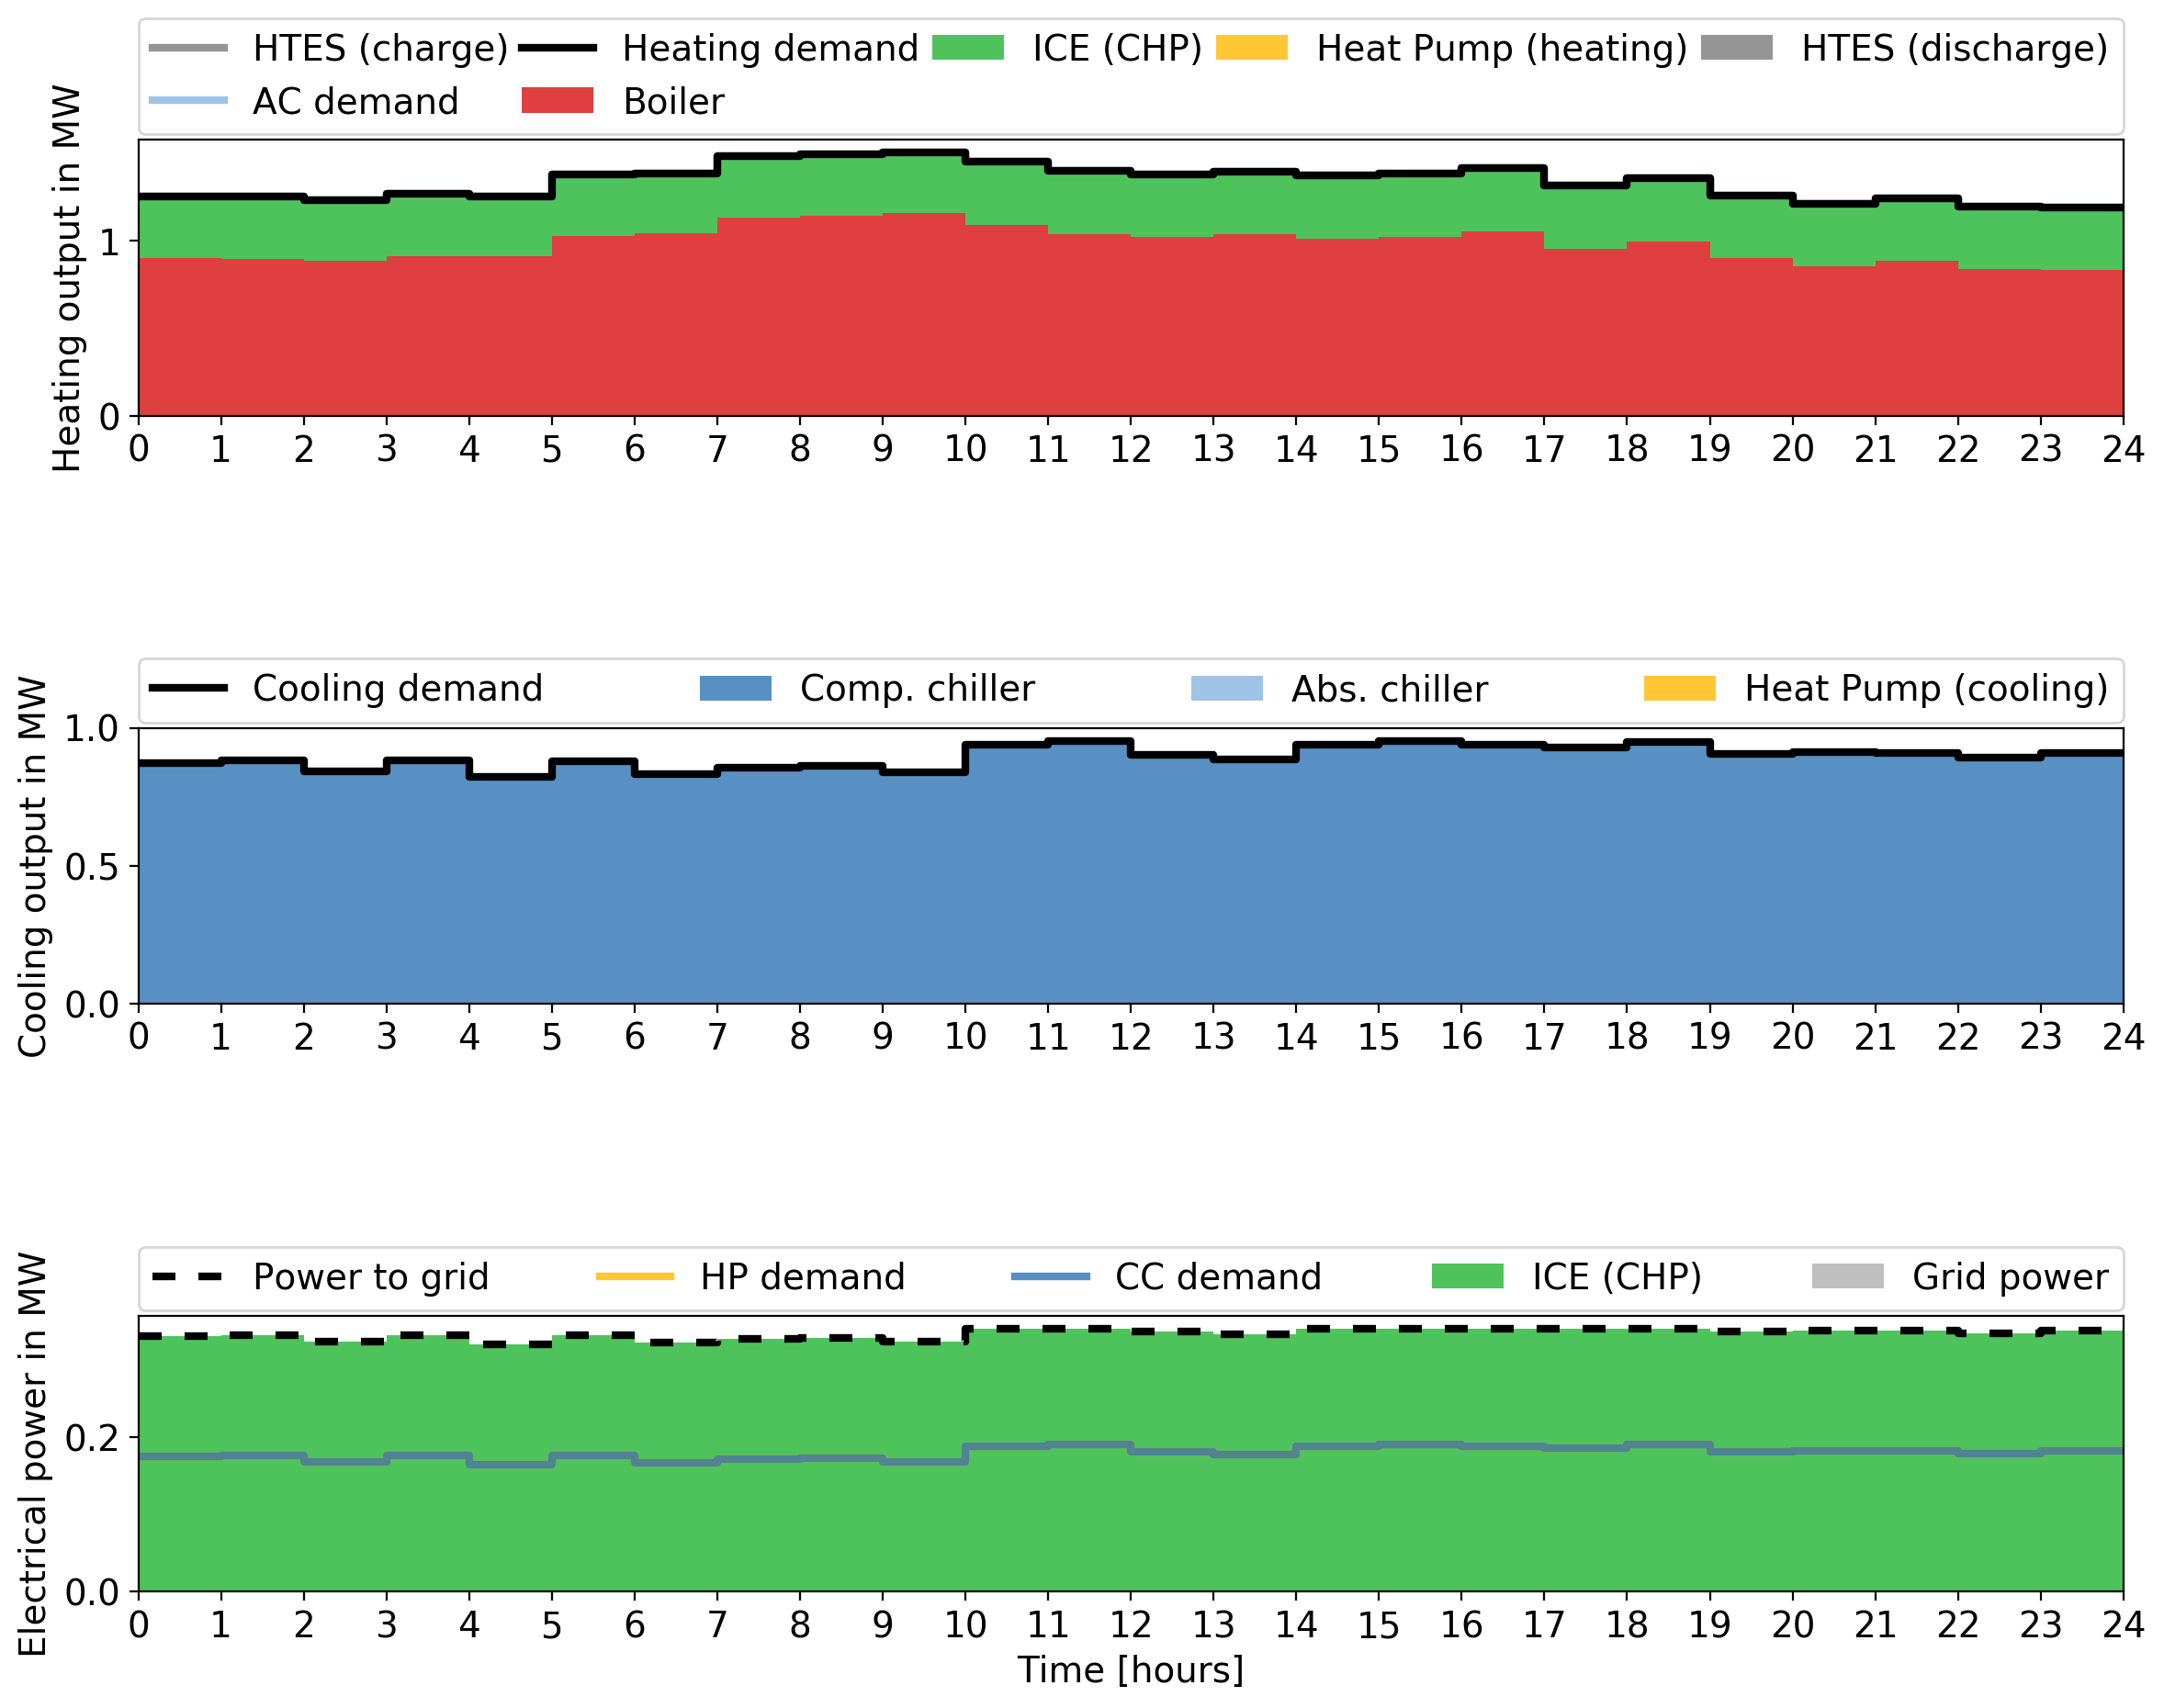 HTES (charge) Heating demand ICE (CHP) Heat Pump (heating) HTES (discharge)
AC demand Boiler
Heating output in MW
1
0
0 1 2 3 4 5 6 7 8 9 10 11 12 13 14 15 16 17 18 19 20 21 22 23 24
Cooling demand Comp. chiller Abs. chiller Heat Pump (cooling)
Cooling output in MW
1.0
0.5
0.0
0 1 2 3 4 5 6 7 8 9 10 11 12 13 14 15 16 17 18 19 20 21 22 23 24
Power to grid HP demand CC demand ICE (CHP) Grid power
Electrical power in MW
0.2
0.0
0 1 2 3 4 5 6 7 8 9 10 11 12 13 14 15 16 17 18 19 20 21 22 23 24
Time [hours]